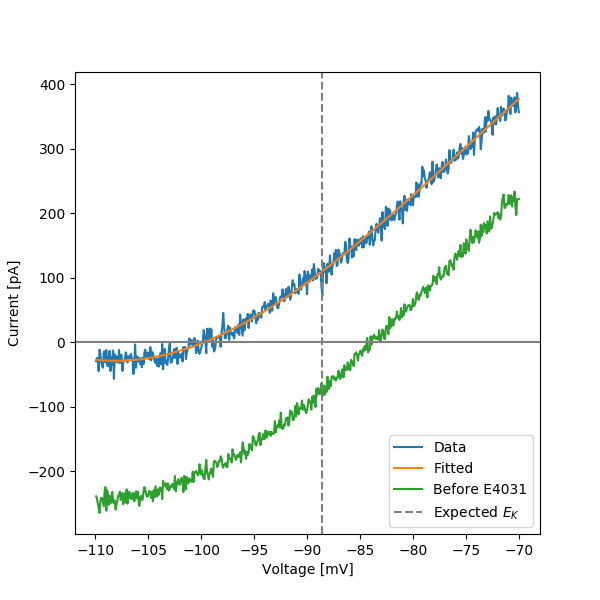 400
300
200
100
0
−100
−200
Current [pA]
−110
−105
−100
−95
−90
−85
−80
−75
−70
Voltage [mV]
Data
Fitted
Before E4031
Expected E_K